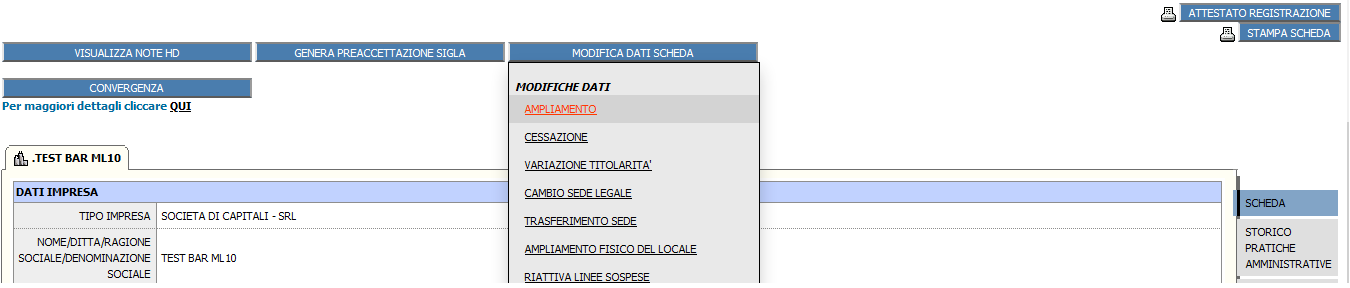 ATTESTATO REGISTRAZIONE
STAMPA SCHEDA
VISUALIZZA NOTE HD
GENERA PREACCETTAZIONE SIGLA
MODIFICA DATI SCHEDA
CONVERGENZA
Per maggiori dettagli cliccare QUI
MODIFICHE DATI
AMPLIAMENTO
CESSAZIONE
VARIAZIONE TITOLARITA'
CAMBIO SEDE LEGALE
TRASFERIMENTO SEDE
AMPLIAMENTO FISICO DEL LOCALE
RIATTIVA LINEE SOSPESE
.TEST BAR ML10
DATI IMPRESA
TIPO IMPRESA
SOCIETA DI CAPITALI - SRL
NOME/DITTA/RAGIONE
SOCIALE/DENOMINAZIONE
SOCIALE
TEST BAR ML10
SCHEDA
STORICO
PRATICHE
AMMINISTRATIVE